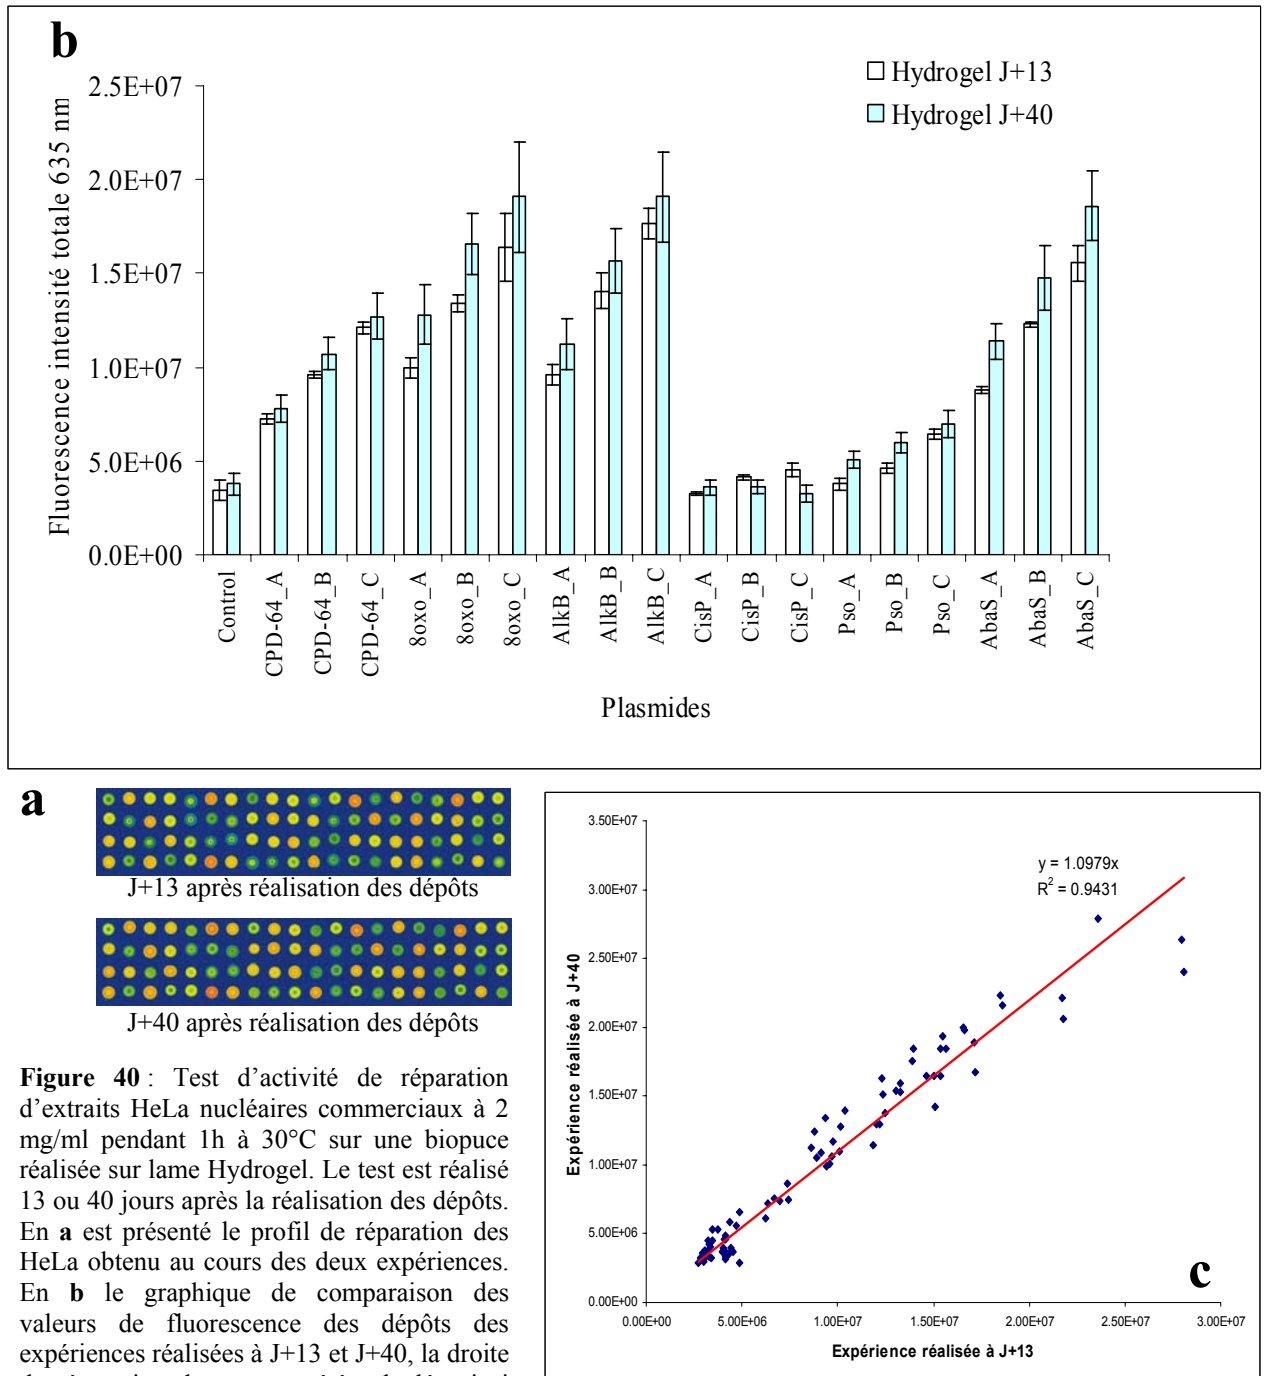 b
Hydrogel J+13
Hydrogel J+40
Fluorescence intensité totale 635 nm
2.5E+07
2.0E+07
1.5E+07
1.0E+07
5.0E+06
0.0E+00
Control
CPD-64_A
CPD-64_B
CPD-64_C
8oxo_A
8oxo_B
8oxo_C
AlkB_A
AlkB_B
AlkB_C
CisP_A
CisP_B
CisP_C
Pso_A
Pso_B
Pso_C
AbaS_A
AbaS_B
AbaS_C
Plasmides
a
J+13 après réalisation des dépôts
J+40 après réalisation des dépôts
Figure 40 : Test d'activité de réparation
d'extraits HeLa nucléaires commerciaux à 2
mg/ml pendant 1h à 30°C sur une biopuce
réalisée sur lame Hydrogel. Le test est réalisé
13 ou 40 jours après la réalisation des dépôts.
En a est présenté le profil de réparation des
HeLa obtenu au cours des deux expériences.
En b le graphique de comparaison des
valeurs de fluorescence des dépôts des
expériences réalisées à J+13 et J+40, la droite
3.50E+07
3.00E+07
2.50E+07
2.00E+07
1.50E+07
1.00E+07
5.00E+06
0.00E+00
Expérience réalisée à J+40
y = 1.0979x
R² = 0.9431
c
0.00E+00
5.00E+06
1.00E+07
1.50E+07
2.00E+07
2.50E+07
3.00E+07
Expérience réalisée à J+13